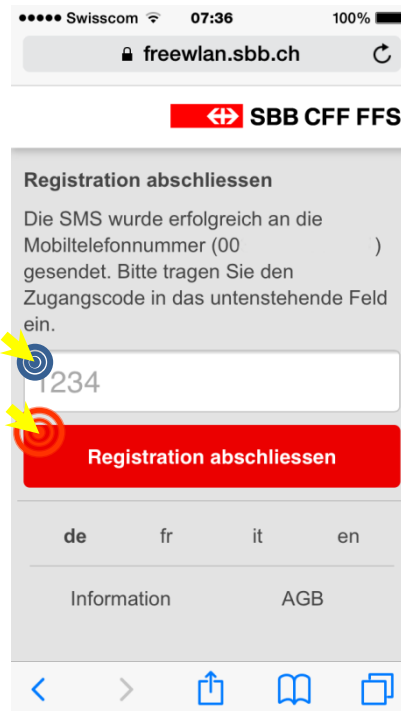 Swisscom 07:36 100%
freewlan.sbb.ch
SBB CFF FFS
Registration abschliessen
Die SMS wurde erfolgreich an die
Mobiltelefonnummer (00 )
gesendet. Bitte tragen Sie den
Zugangscode in das untenstehende Feld
ein.
1234
Registration abschliessen
de fr it en
Information AGB